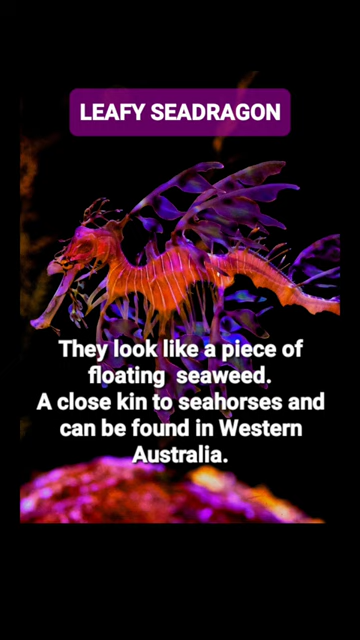 LEAFY SEADRAGON
They look like a piece of
floating seaweed.
A close kin to seahorses and
can be found in Western
Australia.